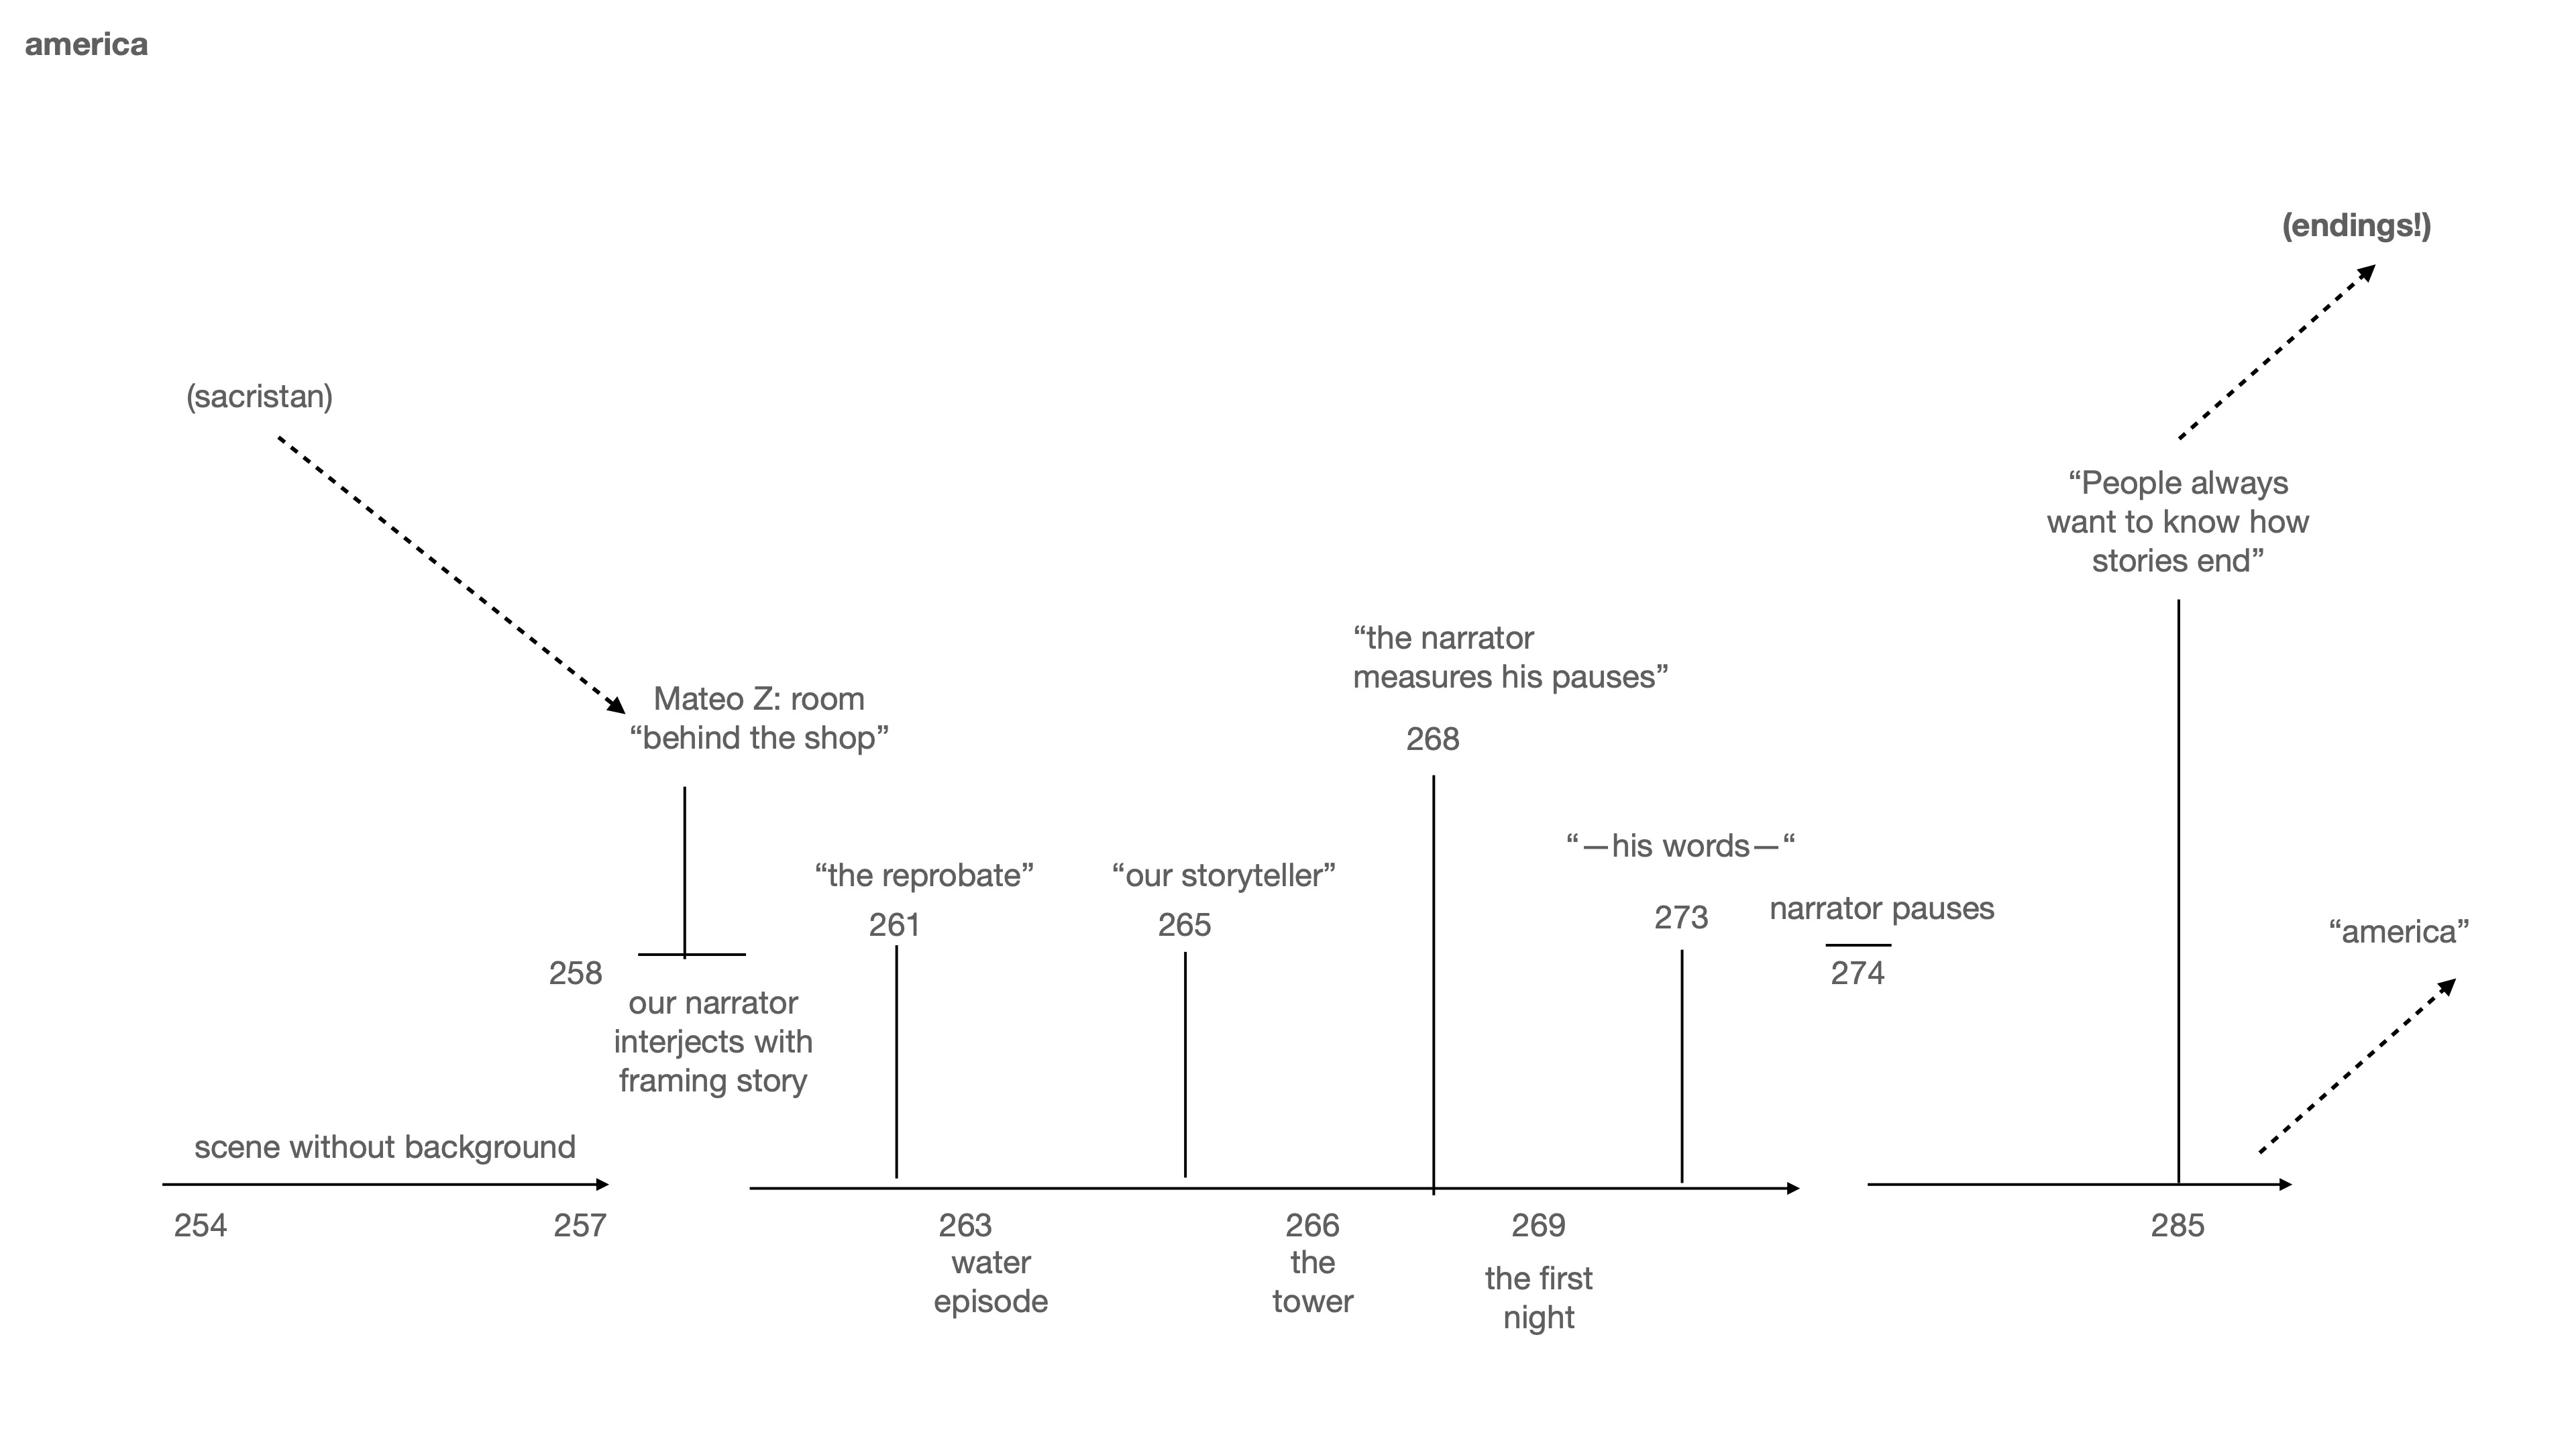 america
(endings!)
(sacristan)
“People always
want to know how
stories end”
“the narrator
measures his pauses”
268
Mateo Z: room
“behind the shop”
“—his words—“
273
“the reprobate”
261
“our storyteller”
265
narrator pauses
274
“america”
258
our narrator
interjects with
framing story
scene without background
254
257
263
water
episode
266
the
tower
269
the first
night
285